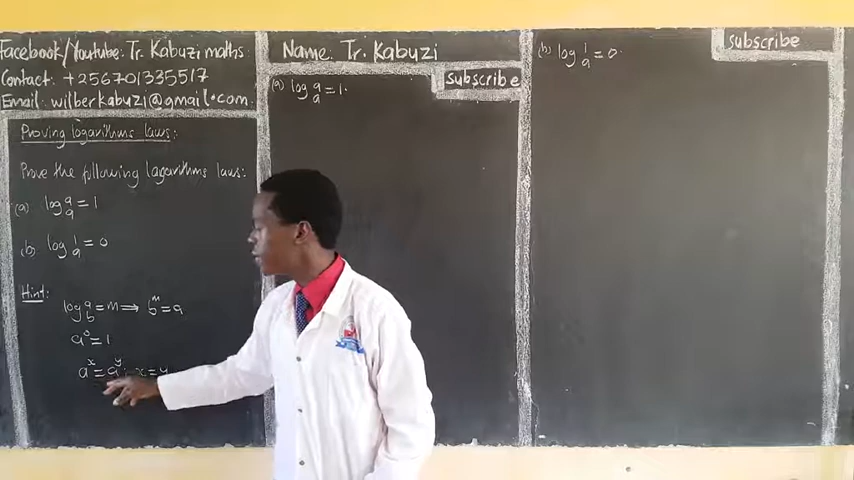 Facebook/Youtube: Tr. Kabuzi maths
Contact: +256701335517
Email: wilberkabuzi@gmail.com
Proving logarithms laws:
Prove the following logarithms laws:
(a) log a a = 1
(b) log 1 a = 0
Hint:
log a b = m ⟹ b^m = a
a^0 = 1
a^x = a^y x = y
Name: Tr. Kabuzi
subscribe
(a) log a a = 1.
(b) log 1 a = 0.
subscribe